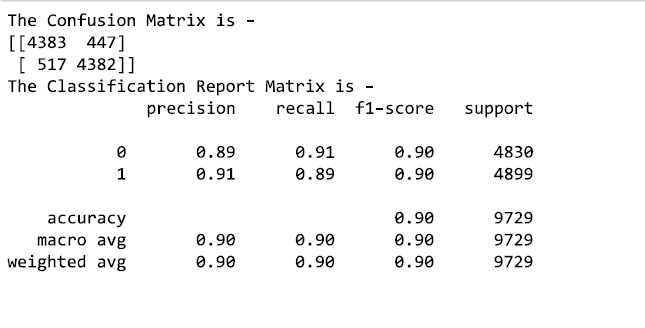 The Confusion Matrix is -
[[4383  447]
 [ 517 4382]]
The Classification Report Matrix is -
              precision    recall  f1-score   support

           0       0.89      0.91      0.90      4830
           1       0.91      0.89      0.90      4899

    accuracy                           0.90      9729
   macro avg       0.90      0.90      0.90      9729
weighted avg       0.90      0.90      0.90      9729